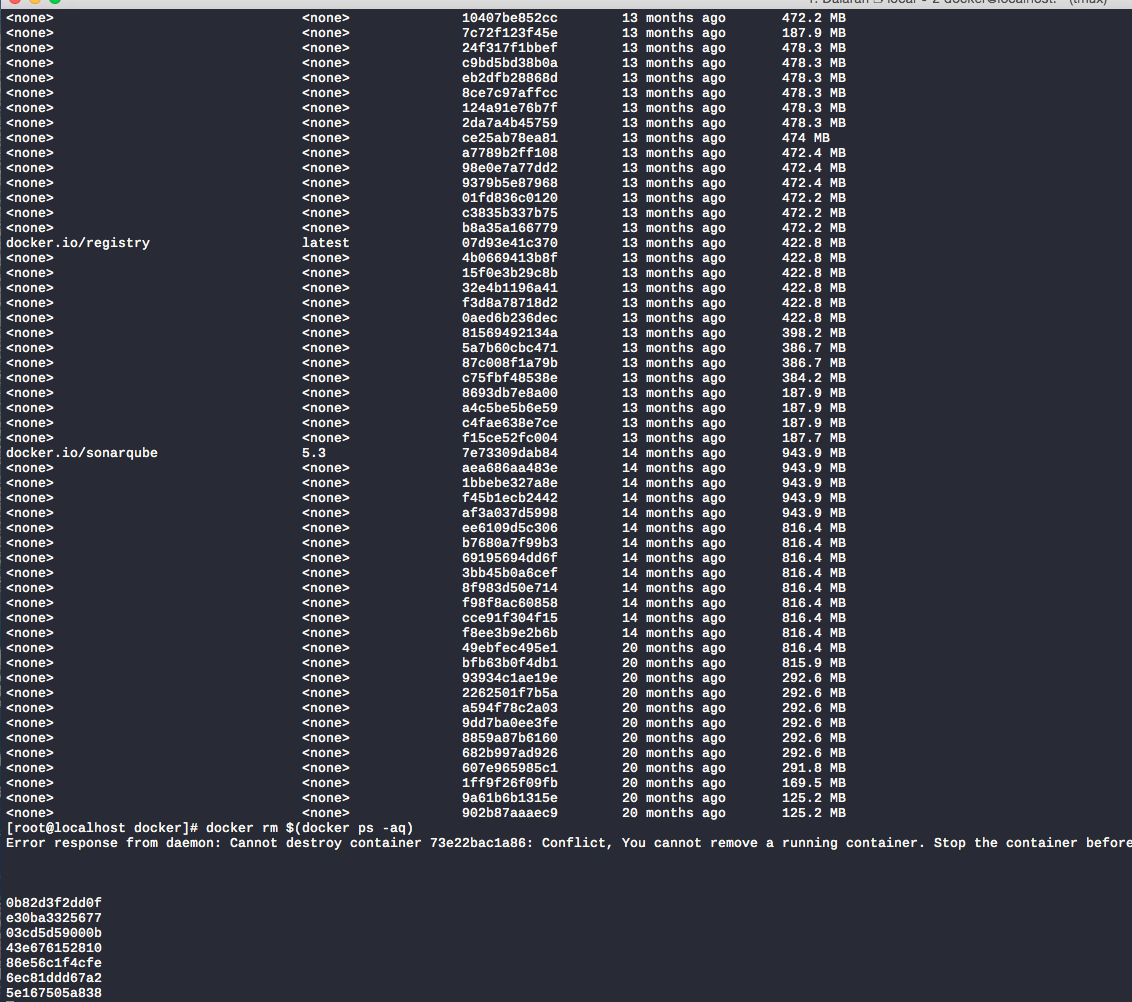 <none> <none> 10407be852cc 13 months ago 472.2 MB
<none> <none> 7c72f123f45e 13 months ago 187.9 MB
<none> <none> 24f317f1bbef 13 months ago 478.3 MB
<none> <none> c9bd5bd38b0a 13 months ago 478.3 MB
<none> <none> eb2dfb28868d 13 months ago 478.3 MB
<none> <none> 8ce7c97affcc 13 months ago 478.3 MB
<none> <none> 124a91e76b7f 13 months ago 478.3 MB
<none> <none> 2da7a4b45759 13 months ago 478.3 MB
<none> <none> ce25ab78ea81 13 months ago 474 MB
<none> <none> a7789b2ff108 13 months ago 472.4 MB
<none> <none> 98e0e7a77dd2 13 months ago 472.4 MB
<none> <none> 9379b5e87968 13 months ago 472.4 MB
<none> <none> 01fd836c0120 13 months ago 472.2 MB
<none> <none> c3835b337b75 13 months ago 472.2 MB
<none> <none> b8a35a166779 13 months ago 472.2 MB
docker.io/registry latest 07d93e41c370 13 months ago 422.8 MB
<none> <none> 4b0669413b8f 13 months ago 422.8 MB
<none> <none> 15f0e3b29c8b 13 months ago 422.8 MB
<none> <none> 32e4b1196a41 13 months ago 422.8 MB
<none> <none> f3d8a78718d2 13 months ago 422.8 MB
<none> <none> 0aed6b236dec 13 months ago 422.8 MB
<none> <none> 81569492134a 13 months ago 398.2 MB
<none> <none> 5a7b60cbc471 13 months ago 386.7 MB
<none> <none> 87c008f1a79b 13 months ago 386.7 MB
<none> <none> c75fbf48538e 13 months ago 384.2 MB
<none> <none> 8693db7e8a00 13 months ago 187.9 MB
<none> <none> a4c5be5b6e59 13 months ago 187.9 MB
<none> <none> c4fae638e7ce 13 months ago 187.9 MB
<none> <none> f15ce52fc004 13 months ago 187.7 MB
docker.io/sonarqube 5.3 7e73309dab84 14 months ago 943.9 MB
<none> <none> aea686aa483e 14 months ago 943.9 MB
<none> <none> 1bbebe327a8e 14 months ago 943.9 MB
<none> <none> f45b1ecb2442 14 months ago 943.9 MB
<none> <none> af3a037d5998 14 months ago 943.9 MB
<none> <none> ee6109d5c306 14 months ago 816.4 MB
<none> <none> b7680a7f99b3 14 months ago 816.4 MB
<none> <none> 69195694dd6f 14 months ago 816.4 MB
<none> <none> 3bb45b0a6cef 14 months ago 816.4 MB
<none> <none> 8f983d50e714 14 months ago 816.4 MB
<none> <none> f98f8ac60858 14 months ago 816.4 MB
<none> <none> cce91f304f15 14 months ago 816.4 MB
<none> <none> f8ee3b9e2b6b 14 months ago 816.4 MB
<none> <none> 49ebfec495e1 20 months ago 816.4 MB
<none> <none> bfb63b0f4db1 20 months ago 815.9 MB
<none> <none> 93934c1ae19e 20 months ago 292.6 MB
<none> <none> 2262501f7b5a 20 months ago 292.6 MB
<none> <none> a594f78c2a03 20 months ago 292.6 MB
<none> <none> 9dd7ba0ee3fe 20 months ago 292.6 MB
<none> <none> 8859a87b6160 20 months ago 292.6 MB
<none> <none> 682b997ad926 20 months ago 292.6 MB
<none> <none> 607e965985c1 20 months ago 291.8 MB
<none> <none> 1ff9f26f09fb 20 months ago 169.5 MB
<none> <none> 9a61b6b1315e 20 months ago 125.2 MB
<none> <none> 902b87aaaec9 20 months ago 125.2 MB
[root@localhost docker]# docker rm $(docker ps -aq)
Error response from daemon: Cannot destroy container 73e22bac1a86: Conflict, You cannot remove a running container. Stop the container before
0b82d3f2dd0f
e30ba3325677
03cd5d59000b
43e676152810
86e56c1f4cfe
6ec81ddd67a2
5e167505a838